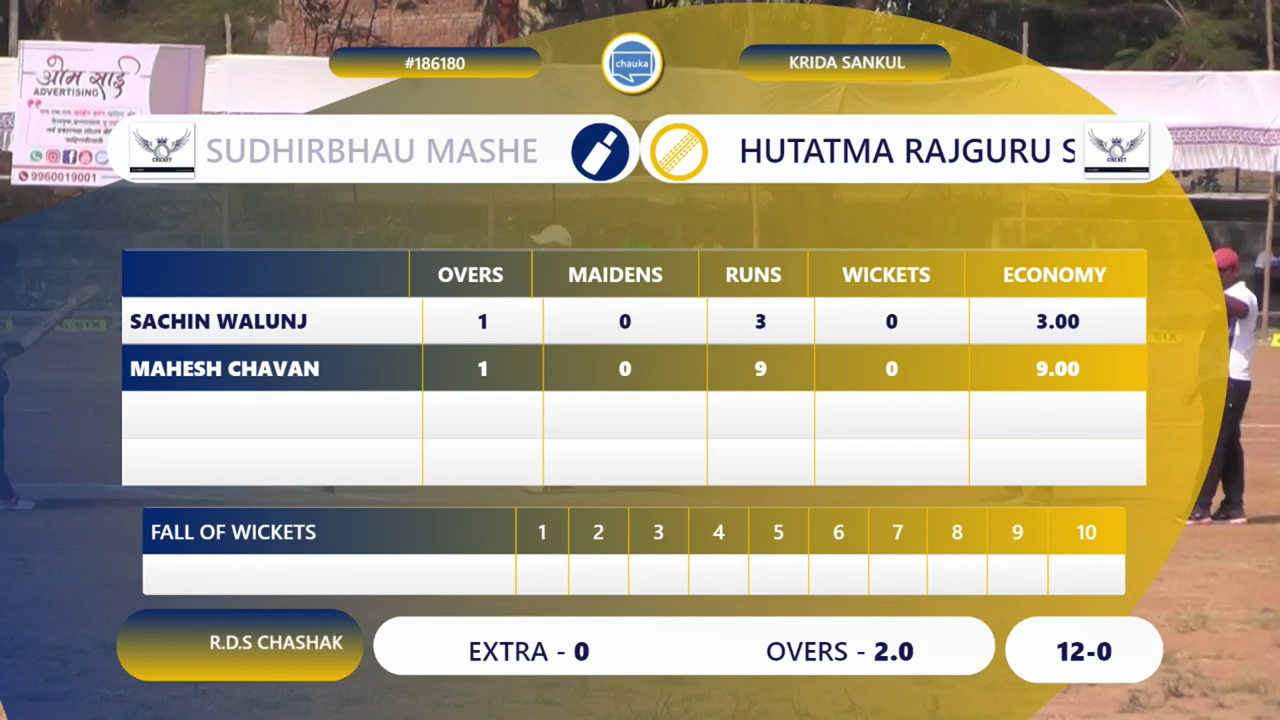 #186180
chauka
KRIDA SANKUL
ओम साई
ADVERTISING
9960019001
CRICKET
SUDHIRBHAU MASHE
HUTATMA RAJGURU S
CRICKET
OVERS MAIDENS RUNS WICKETS ECONOMY
SACHIN WALUNJ 1 0 3 0 3.00
MAHESH CHAVAN 1 0 9 0 9.00
FALL OF WICKETS 1 2 3 4 5 6 7 8 9 10
R.D.S CHASHAK
EXTRA - 0
OVERS - 2.0
12-0